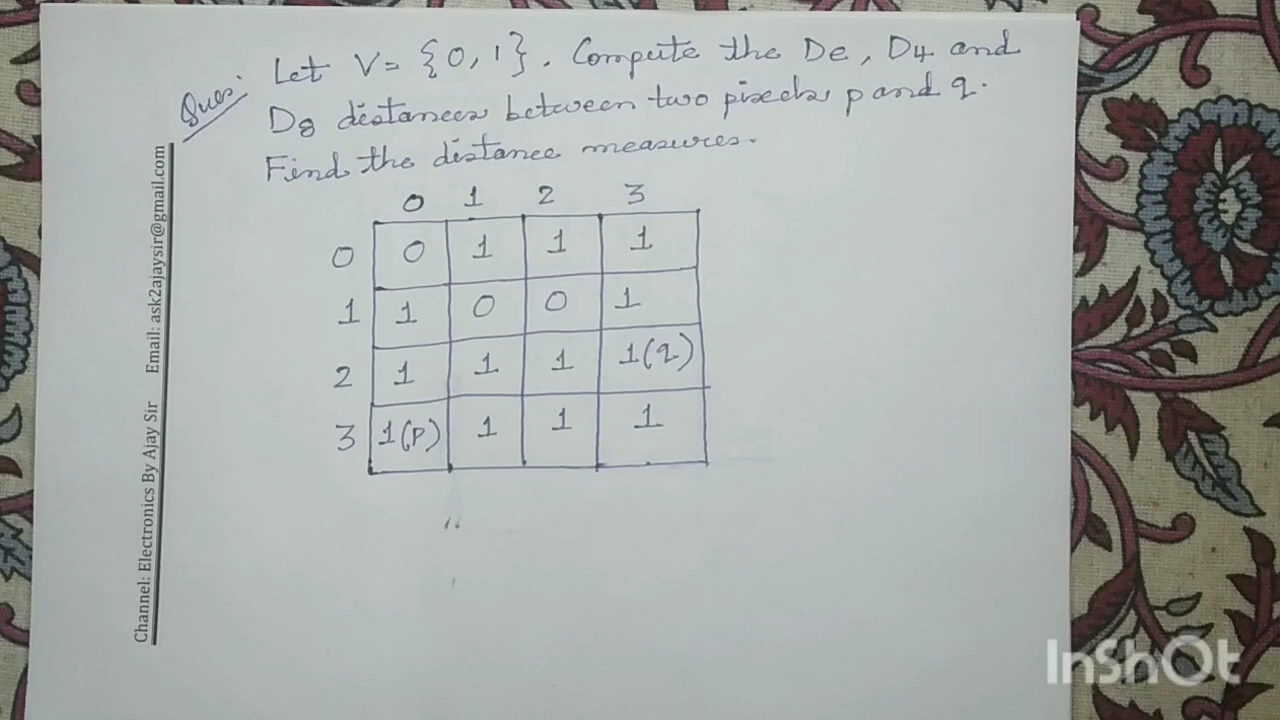 Ques. Let V = {0, 1}. Compute the De, D4 and
D8 distances between two pixels p and q.
Find the distance measures.
0 1 2 3
0 0 1 1 1
1 1 0 0 1
2 1 1 1 1(q)
3 1(P) 1 1 1
Channel: Electronics By Ajay Sir Email: ask2ajaysir@gmail.com
InShOt